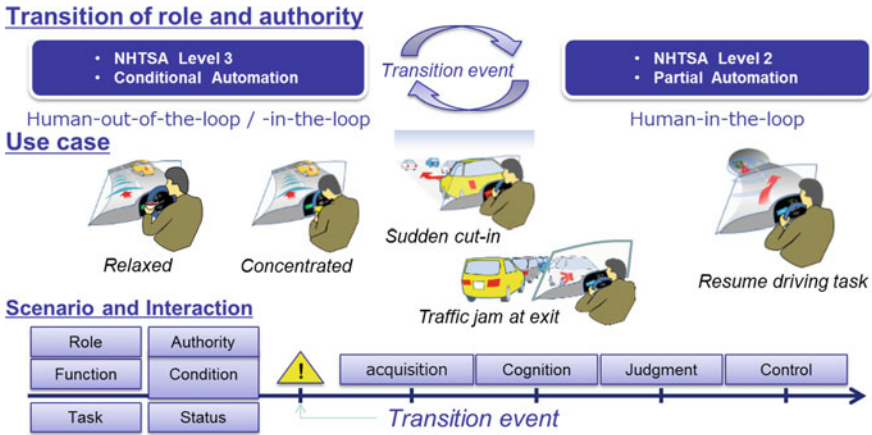 Transition of role and authority
• NHTSA Level 3
• Conditional Automation
Transition event
• NHTSA Level 2
• Partial Automation
Human-out-of-the-loop / -in-the-loop
Human-in-the-loop
Use case
Relaxed
Concentrated
Sudden cut-in
Traffic jam at exit
Resume driving task
Scenario and Interaction
Role
Authority
Function
Condition
Task
Status
!
acquisition
Cognition
Judgment
Control
Transition event